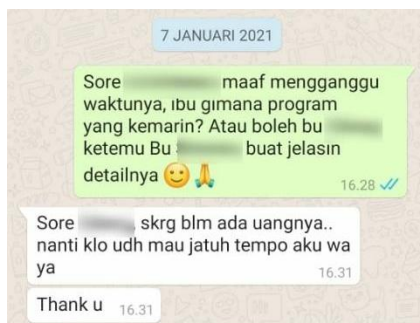 7 JANUARI 2021
Sore maaf mengganggu
waktunya, ibu gimana program
yang kemarin? Atau boleh bu
ketemu Bu buat jelasin
detailnya 🙂🙏
16.28
Sore , skrg blm ada uangnya..
nanti klo udh mau jatuh tempo aku wa
ya
16.31
Thank u 16.31